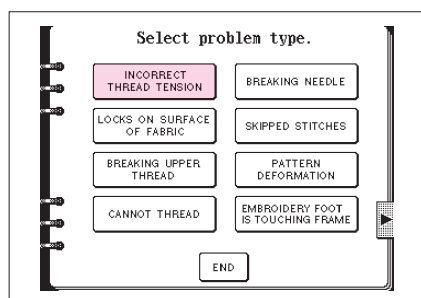 Select problem type.
INCORRECT
THREAD TENSION
BREAKING NEEDLE
LOCKS ON SURFACE
OF FABRIC
SKIPPED STITCHES
BREAKING UPPER
THREAD
PATTERN
DEFORMATION
CANNOT THREAD
EMBROIDERY FOOT
IS TOUCHING FRAME
END